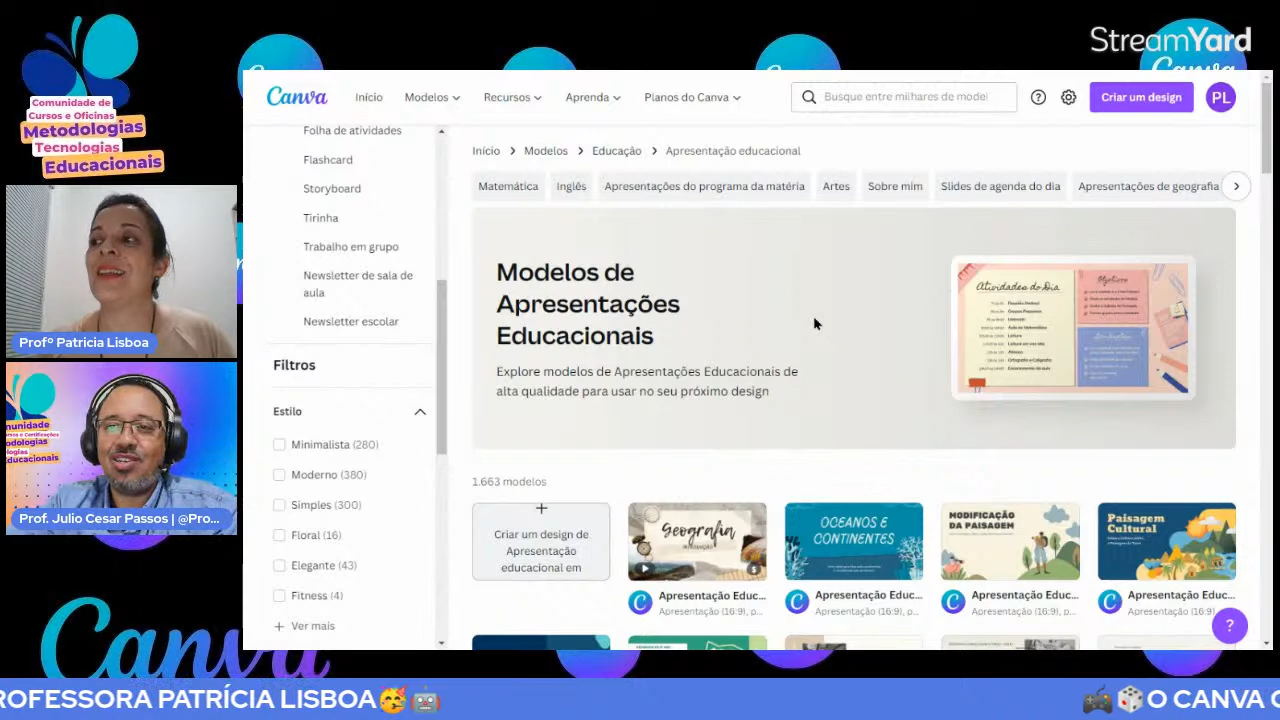 StreamYard
Comunidade de
Cursos e Oficinas
Metodologias
Tecnologias
Educacionais
Profº Patricia Lisboa
Prof. Julio Cesar Passos | @Pro...
Canva
Início
Modelos
Recursos
Aprenda
Planos do Canva
Busque entre milhares de model
Criar um design
PL
Folha de atividades
Flashcard
Storyboard
Tirinha
Trabalho em grupo
Newsletter de sala de
aula
Newsletter escolar
Filtros
Estilo
Minimalista (280)
Moderno (380)
Simples (300)
Floral (16)
Elegante (43)
Fitness (4)
+ Ver mais
Início > Modelos > Educação > Apresentação educacional
Matemática
Inglês
Apresentações do programa da matéria
Artes
Sobre mim
Slides de agenda do dia
Apresentações de geografia
Modelos de
Apresentações
Educacionais
Explore modelos de Apresentações Educacionais de
alta qualidade para usar no seu próximo design
Atividades do Dia
Objetivos
1.663 modelos
Criar um design de
Apresentação
educacional em
Geografia
OCEANOS E
CONTINENTES
MODIFICAÇÃO
DA PAISAGEM
Paisagem
Cultural
Apresentação Educ...
Apresentação (16:9), p...
Apresentação Educ...
Apresentação (16:9), p...
Apresentação Educ...
Apresentação (16:9), p...
Apresentação Educ...
Apresentação (16:9)
?
Canva
ROFESSORA PATRÍCIA LISBOA🥳🤖
🎮🎲O CANVA